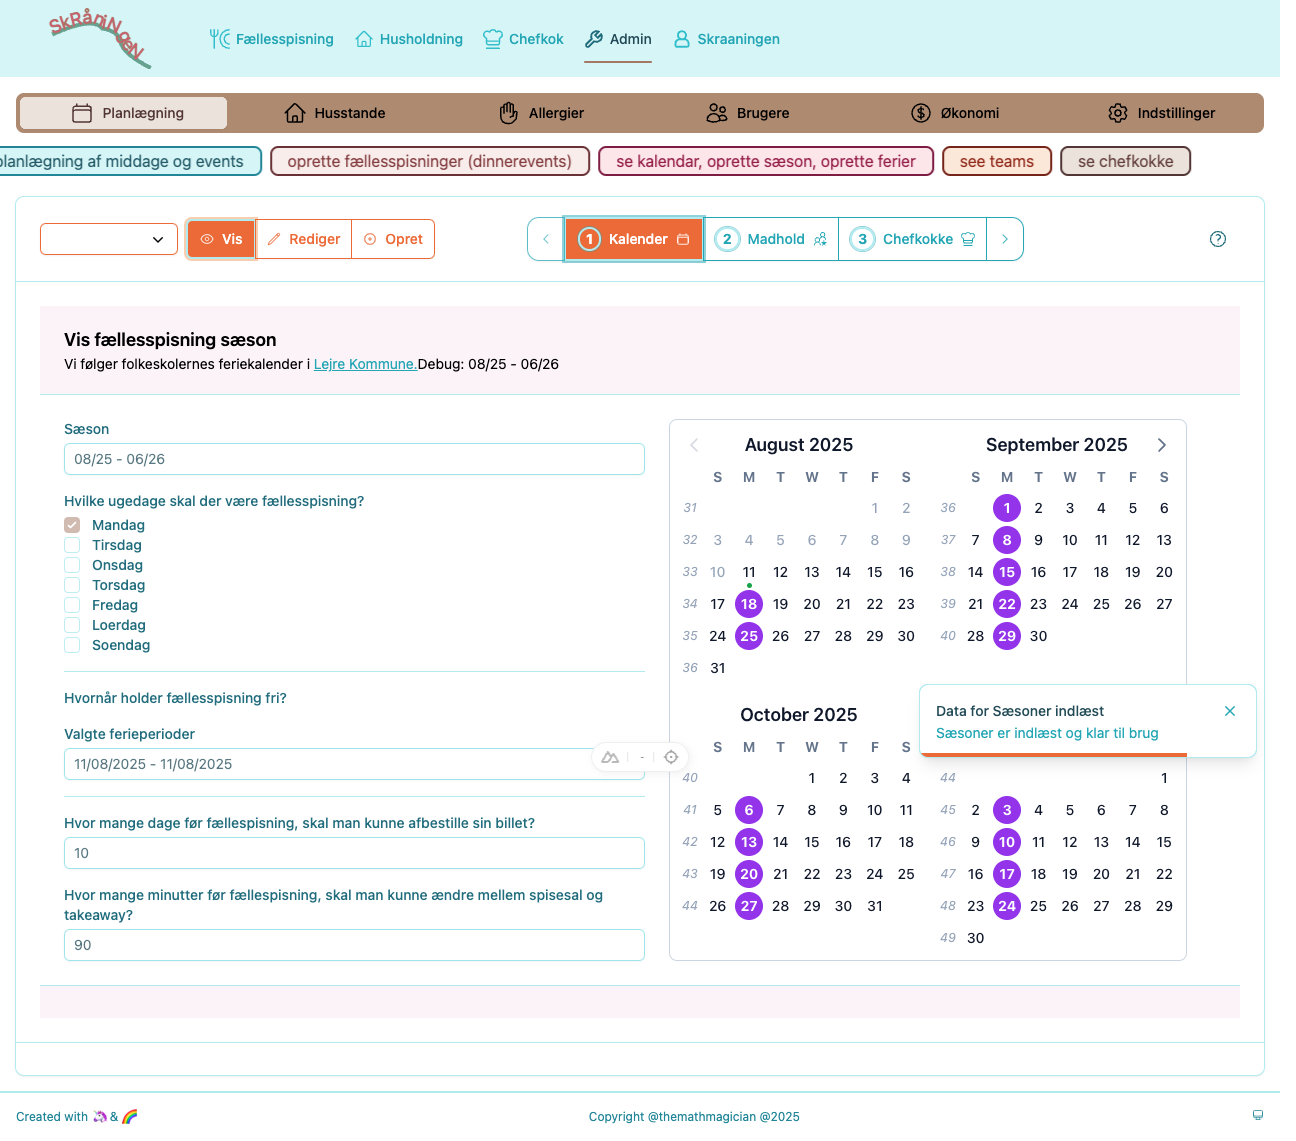 SkRåniNgeN
Fællesspisning
Husholdning
Chefkok
Admin
Skraaningen
Planlægning
Husstande
Allergier
Brugere
Økonomi
Indstillinger
planlægning af middage og events
oprette fællesspisninger (dinnerevents)
se kalendar, oprette sæson, oprette ferier
see teams
se chefkokke
Vis
Rediger
Opret
1 Kalender
2 Madhold
3 Chefkokke
Vis fællesspisning sæson
Vi følger folkeskolernes feriekalender i Lejre Kommune.Debug: 08/25 - 06/26
Sæson
08/25 - 06/26
Hvilke ugedage skal der være fællesspisning?
Mandag
Tirsdag
Onsdag
Torsdag
Fredag
Loerdag
Soendag
Hvornår holder fællesspisning fri?
Valgte ferieperioder
11/08/2025 - 11/08/2025
Hvor mange dage før fællespisning, skal man kunne afbestille sin billet?
10
Hvor mange minutter før fællespisning, skal man kunne ændre mellem spisesal og
takeaway?
90
August 2025
S M T W T F S
31 1 2
32 3 4 5 6 7 8 9
33 10 11 12 13 14 15 16
34 17 18 19 20 21 22 23
35 24 25 26 27 28 29 30
36 31
September 2025
S M T W T F S
36 1 2 3 4 5 6
37 7 8 9 10 11 12 13
38 14 15 16 17 18 19 20
39 21 22 23 24 25 26 27
40 28 29 30
October 2025
S M T W T F S
40 1 2 3 4
41 5 6 7 8 9 10 11
42 12 13 14 15 16 17 18
43 19 20 21 22 23 24 25
44 26 27 28 29 30 31
Data for Sæsoner indlæst
Sæsoner er indlæst og klar til brug
44 1
45 2 3 4 5 6 7 8
46 9 10 11 12 13 14 15
47 16 17 18 19 20 21 22
48 23 24 25 26 27 28 29
49 30
-
Created with 🦄 & 🌈
Copyright @themathmagician @2025